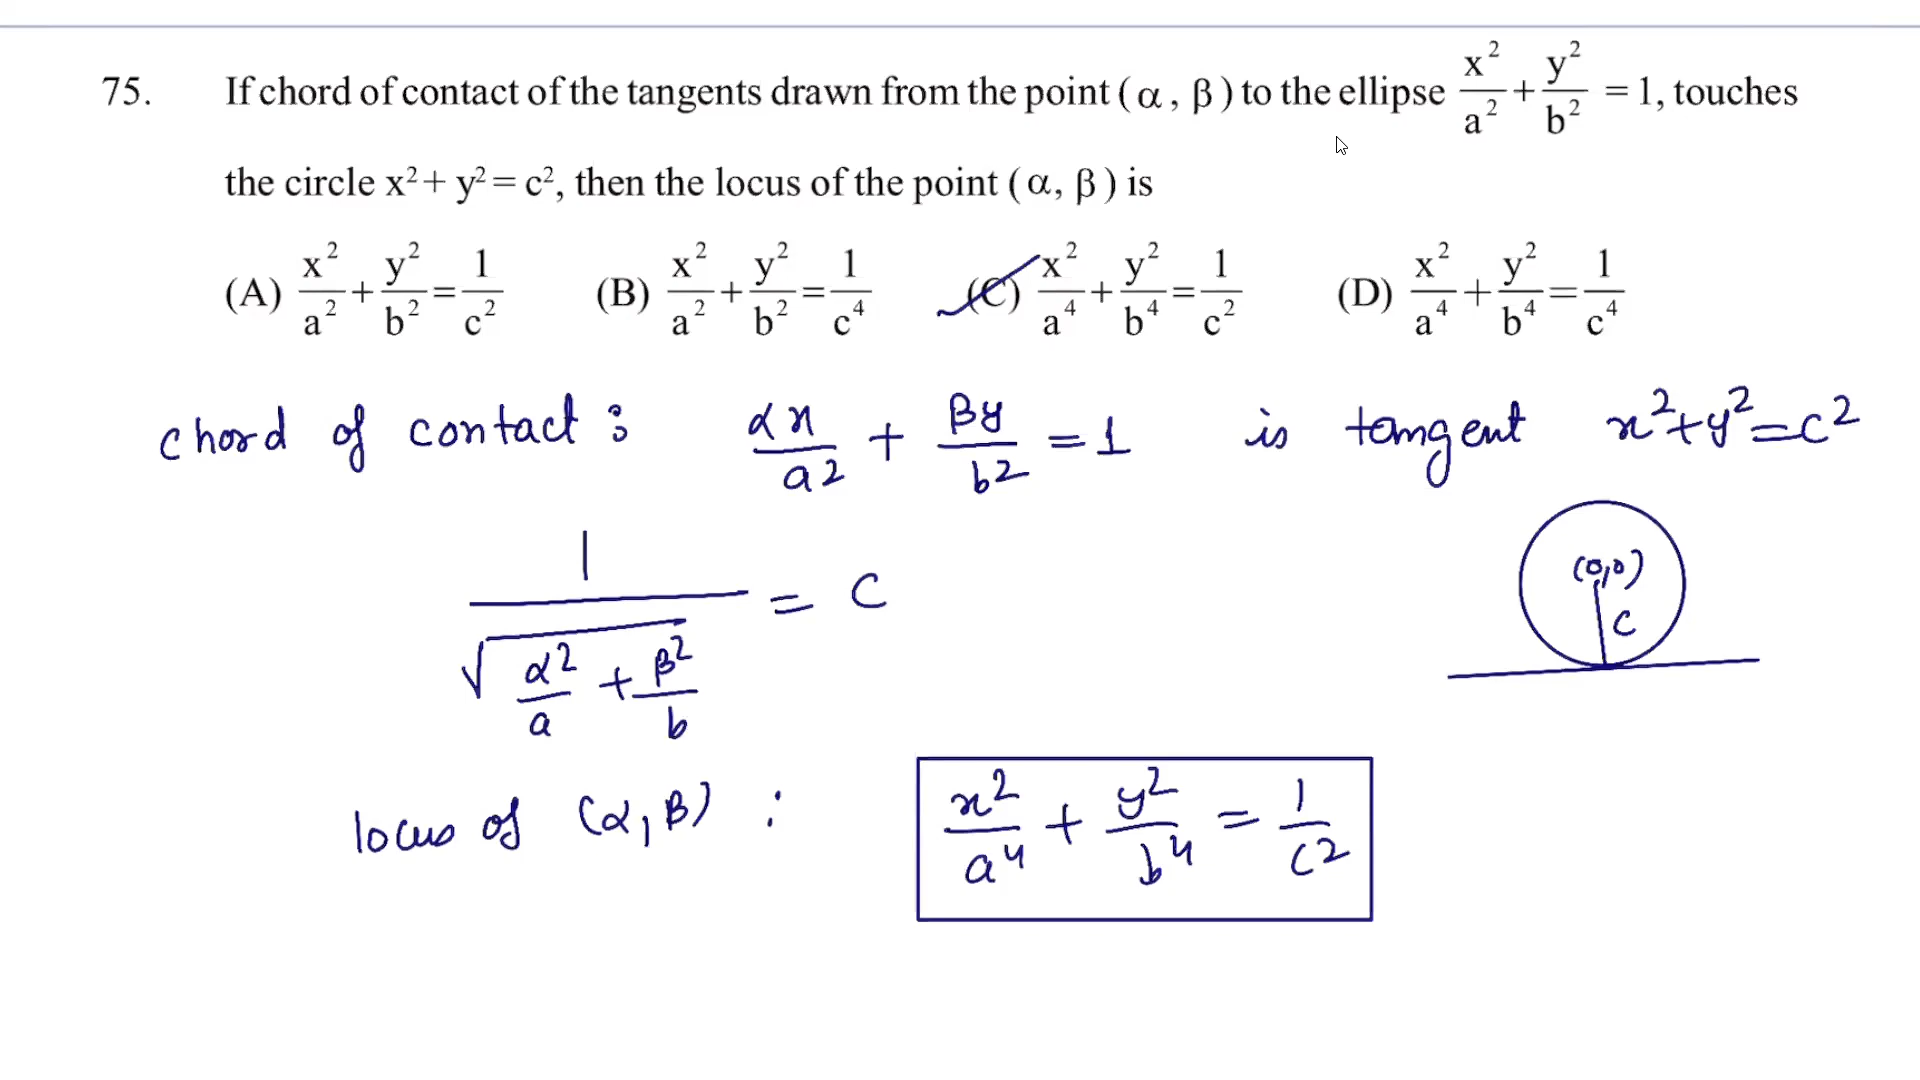 75. If chord of contact of the tangents drawn from the point ( α , β ) to the ellipse x²/a² + y²/b² = 1, touches
the circle x² + y² = c², then the locus of the point ( α, β ) is
(A) x²/a² + y²/b² = 1/c² (B) x²/a² + y²/b² = 1/c⁴ (C) x²/a⁴ + y²/b⁴ = 1/c² (D) x²/a⁴ + y²/b⁴ = 1/c⁴
chord of contact : αx/a² + βy/b² = 1 is tangent x²+y²=c²
1/√(α²/a + β²/b) = c
(0,0)
c
locus of (α,β) : x²/a⁴ + y²/b⁴ = 1/c²